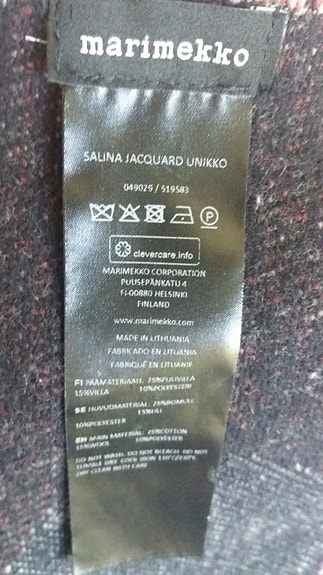 marimekko
SALINA JACQUARD UNIKKO
049029 / 519583
P
clevercare.info
MARIMEKKO CORPORATION
PUUSEPÄNKATU 4
FI-00880 HELSINKI
FINLAND
www.marimekko.com
MADE IN LITHUANIA
FABRICADO EN LITUANIA
FABRIQUÉ EN LITUANIE
FI PÄÄMATERIAALI: 75%PUUVILLA
15%VILLA 10%POLYESTERI
SE HUVUDMATERIAL: 75%BOMULL
15%ULL
10%POLYESTER
EN MAIN MATERIAL: 75%COTTON
15%WOOL 10%POLYESTER
DO NOT WASH. DO NOT BLEACH. DO NOT
TUMBLE DRY. COOL IRON 110°C/230°F.
DRY CLEAN WITH CARE